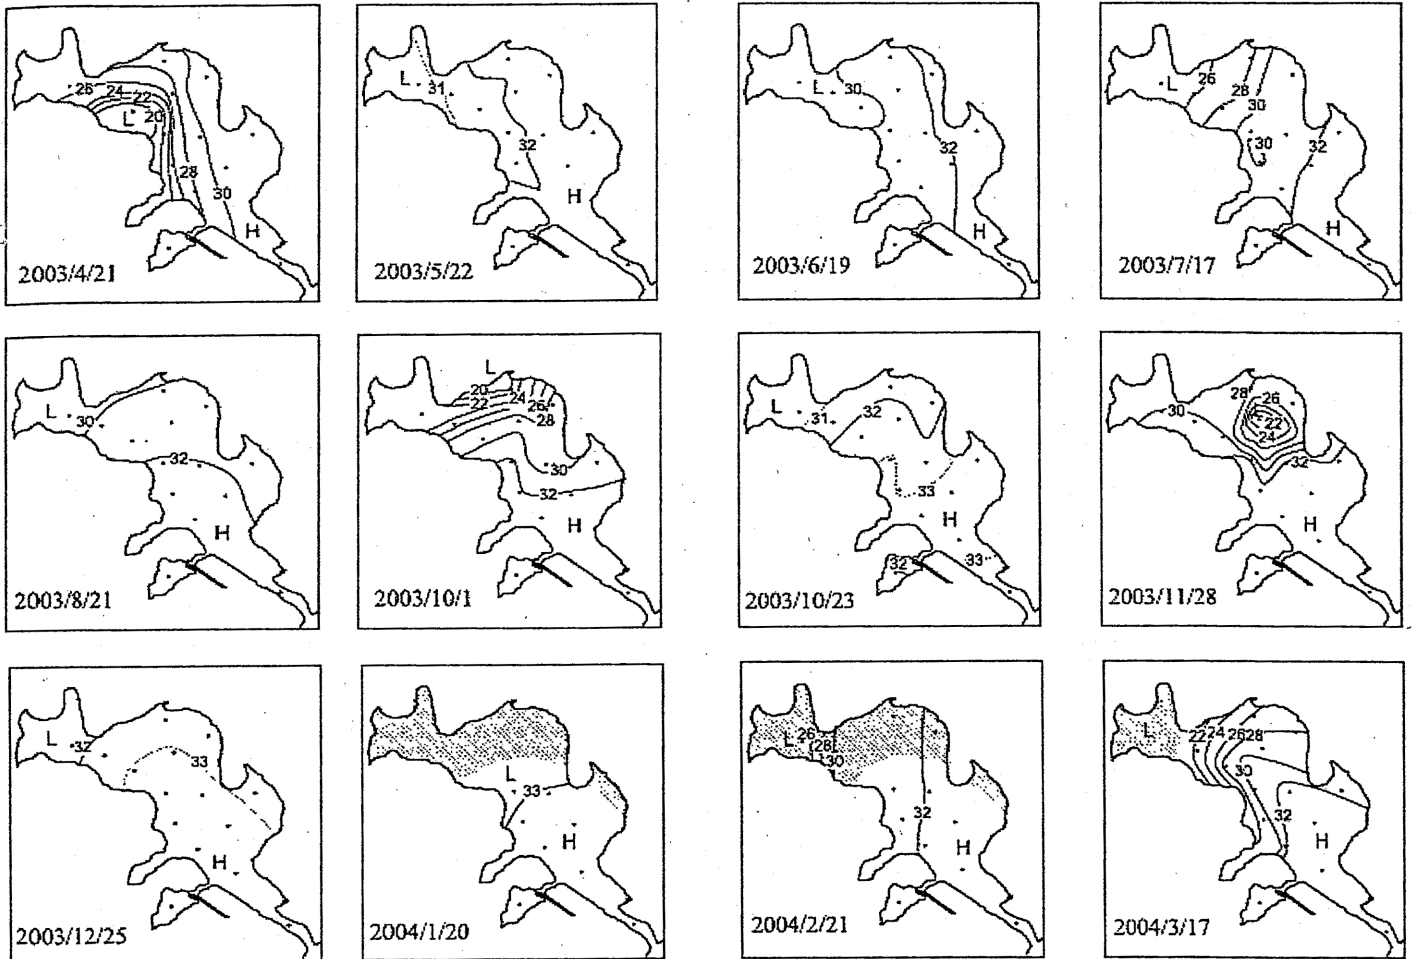 26 24 22 20 L 28 30 H
2003/4/21
L 31 32 H
2003/5/22
L 30 32 H
2003/6/19
L 26 28 30 30 32 H
2003/7/17
L 30 32 H
2003/8/21
L 20 22 24 26 28 28 30 32 H
2003/10/1
L 31 32 33 H 32 33
2003/10/23
30 28 26 22 24 32 H
2003/11/28
L 32 33 H
2003/12/25
L 33 H
2004/1/20
L 26 28 30 32 H
2004/2/21
L 22 24 26 28 30 32 H
2004/3/17